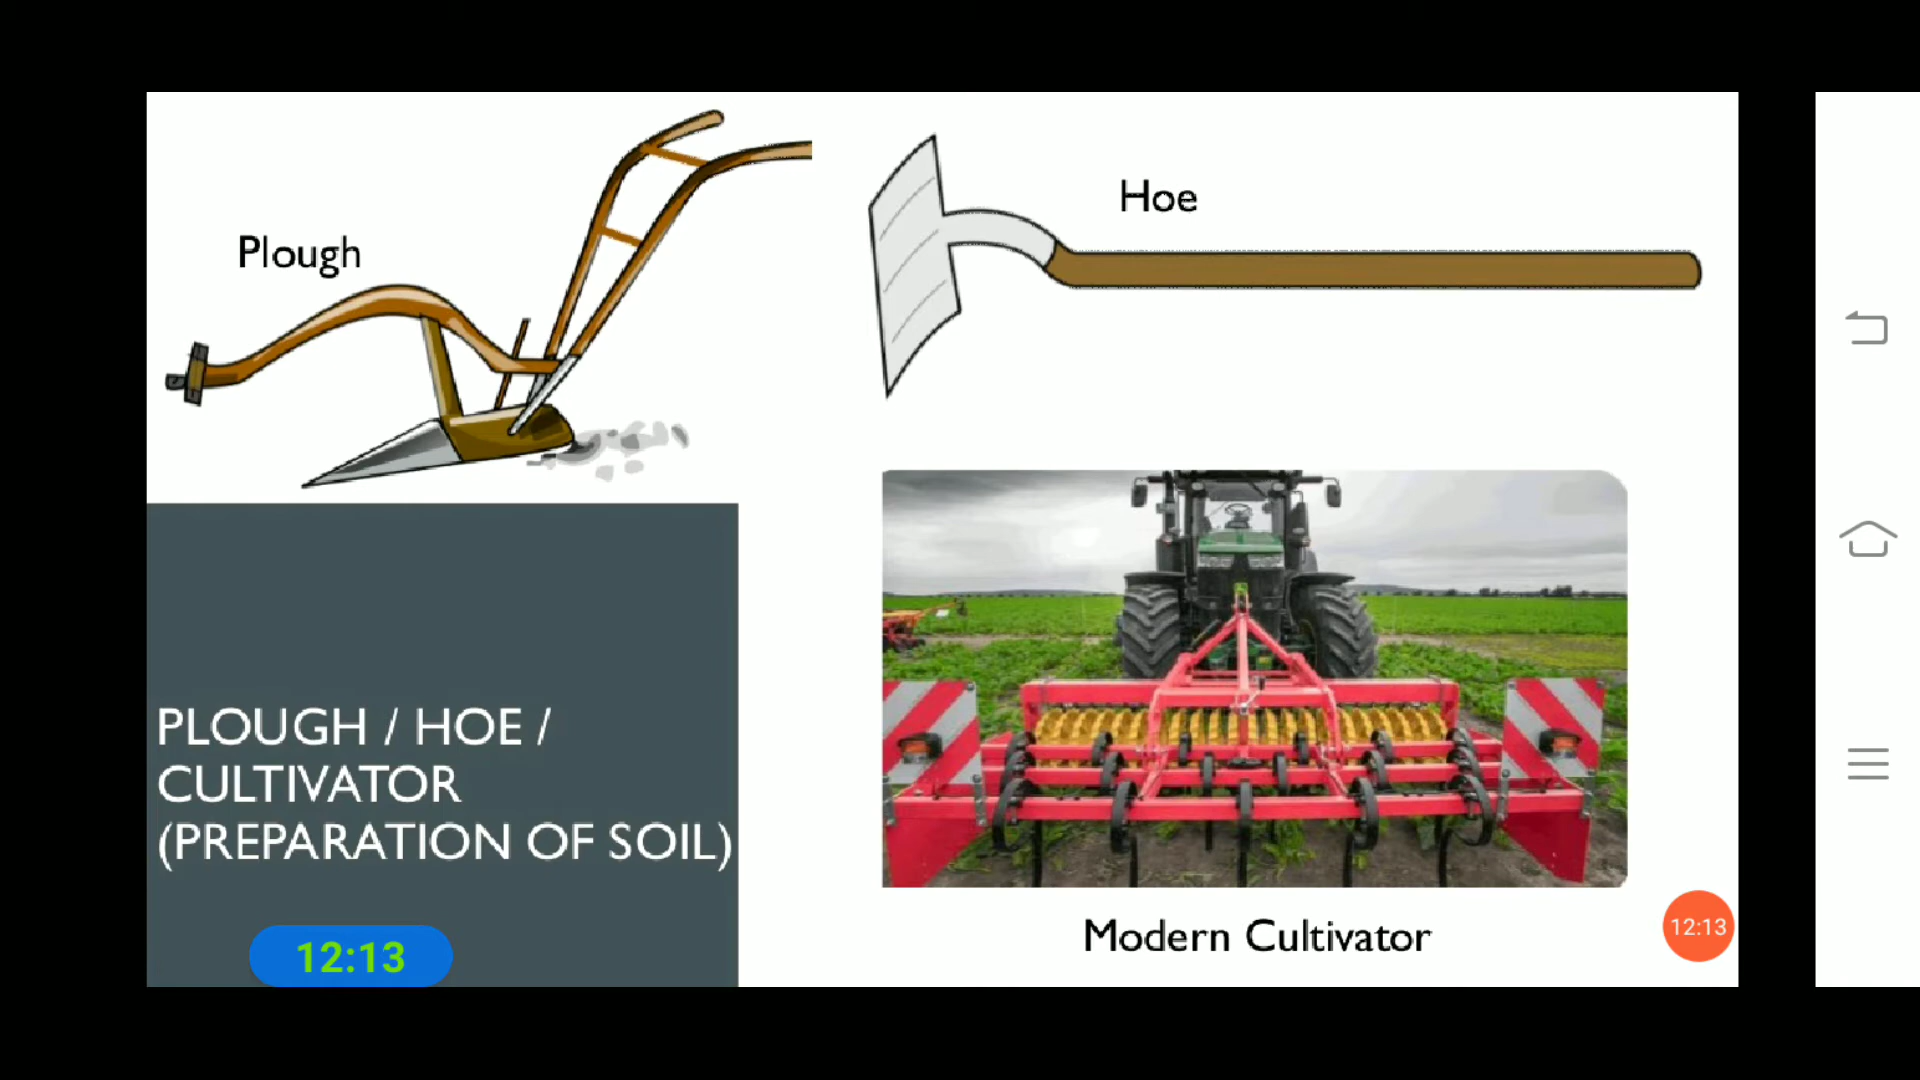 Plough
Hoe
PLOUGH / HOE /
CULTIVATOR
(PREPARATION OF SOIL)
Modern Cultivator
12:13
12:13